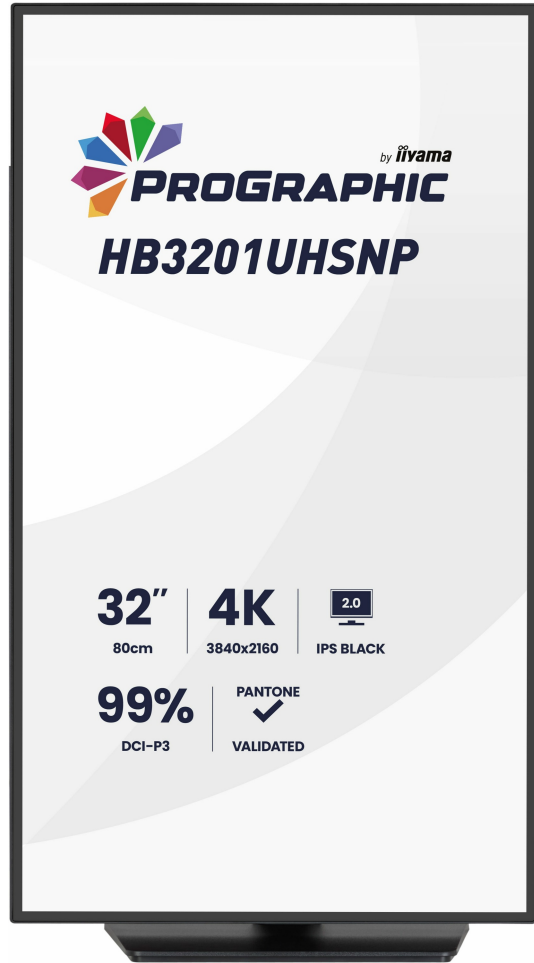 by iiyama
PROGRAPHIC
HB3201UHSNP
32″ 4K 2.0
80cm 3840x2160 IPS BLACK
99% PANTONE
DCI-P3 VALIDATED